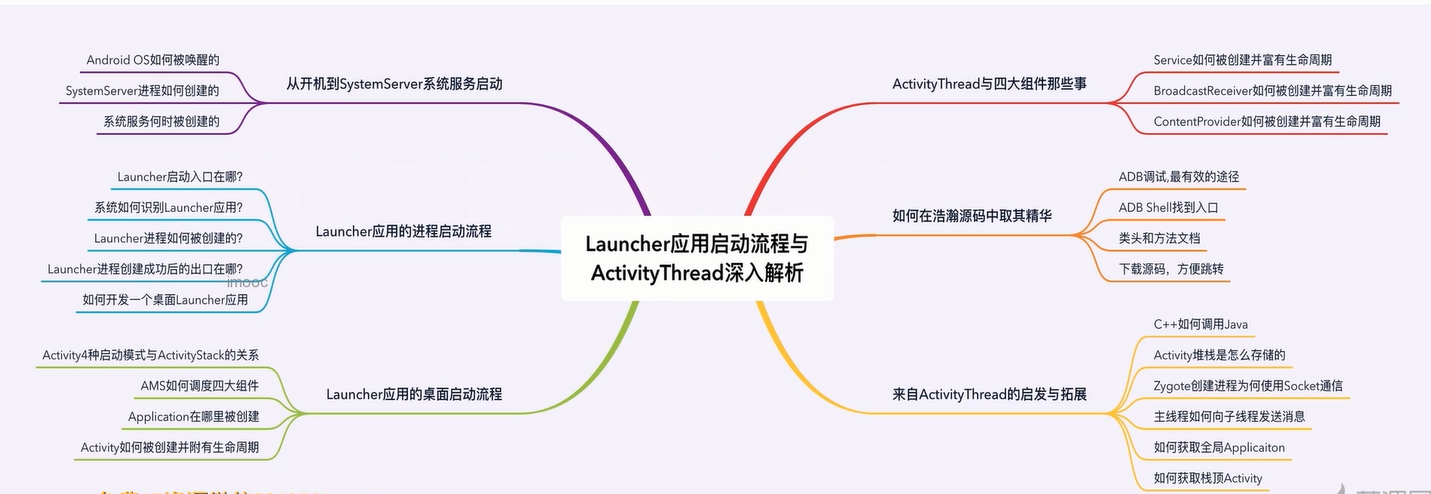 Android OS如何被唤醒的
SystemServer进程如何创建的
系统服务何时被创建的
从开机到SystemServer系统服务启动
Launcher启动入口在哪?
系统如何识别Launcher应用?
Launcher进程如何被创建的?
Launcher进程创建成功后的出口在哪?
如何开发一个桌面Launcher应用
Launcher应用的进程启动流程
imooc
Activity4种启动模式与ActivityStack的关系
AMS如何调度四大组件
Application在哪里被创建
Activity如何被创建并附有生命周期
Launcher应用的桌面启动流程
Launcher应用启动流程与
ActivityThread深入解析
ActivityThread与四大组件那些事
Service如何被创建并富有生命周期
BroadcastReceiver如何被创建并富有生命周期
ContentProvider如何被创建并富有生命周期
如何在浩瀚源码中取其精华
ADB调试,最有效的途径
ADB Shell找到入口
类头和方法文档
下载源码，方便跳转
来自ActivityThread的启发与拓展
C++如何调用Java
Activity堆栈是怎么存储的
Zygote创建进程为何使用Socket通信
主线程如何向子线程发送消息
如何获取全局Applicaiton
如何获取栈顶Activity